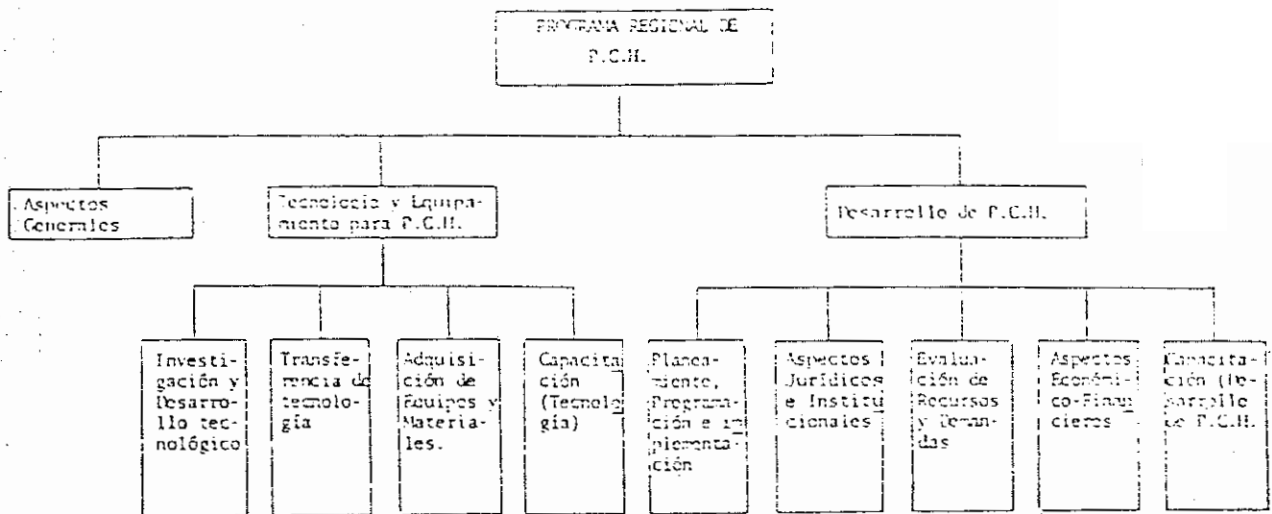 PROGRAMA REGIONAL DE
P.C.H.
Aspectos
Generales
Tecnología y Equipa-
miento para P.C.H.
Desarrollo de P.C.H.
Investi-
gación y
Desarro-
llo tec-
nológico
Transfe-
rencia de
tecnolo-
gía
Adquisi-
ción de
Equipos y
Materia-
les.
Capacita
ción
(Tecnolo
gía)
Planea-
miento,
Programa-
ción e im
plementa-
ción
Aspectos
Jurídicos
e Institu
cionales
Evalua-
ción de
Recursos
y Deman-
das
Aspectos
Económi-
co-Finan
cieros
Capacita-
ción (De-
sarrollo
de P.C.H.